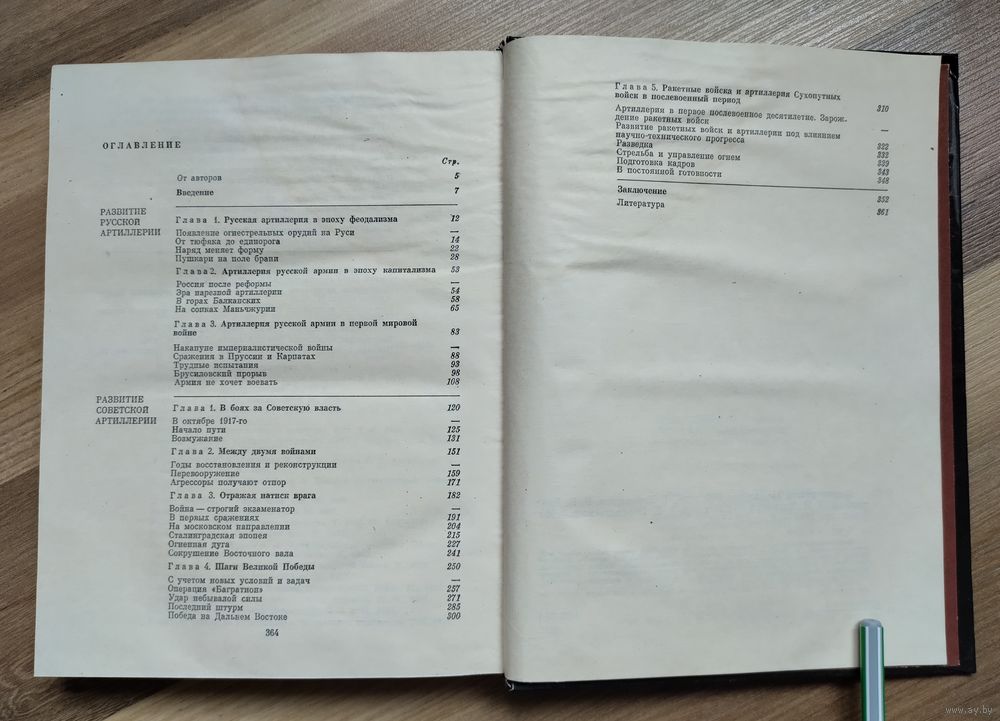 ОГЛАВЛЕНИЕ
Стр.
От авторов 5
Введение 7
РАЗВИТИЕ
РУССКОЙ
АРТИЛЛЕРИИ
Глава 1. Русская артиллерия в эпоху феодализма 12
Появление огнестрельных орудий на Руси —
От тюфяка до единорога 14
Наряд меняет форму 22
Пушкари на поле брани 28
Глава 2. Артиллерия русской армии в эпоху капитализма 53
Россия после реформы —
Эра нарезной артиллерии 54
В горах Балканских 58
На сопках Маньчжурии 65
Глава 3. Артиллерия русской армии в первой мировой
войне 83
Накануне империалистической войны —
Сражения в Пруссии и Карпатах 88
Трудные испытания 93
Брусиловский прорыв 98
Армия не хочет воевать 108
РАЗВИТИЕ
СОВЕТСКОЙ
АРТИЛЛЕРИИ
Глава 1. В боях за Советскую власть 120
В октябре 1917-го —
Начало пути 125
Возмужание 131
Глава 2. Между двумя войнами 151
Годы восстановления и реконструкции —
Перевооружение 159
Агрессоры получают отпор 171
Глава 3. Отражая натиск врага 182
Война — строгий экзаменатор —
В первых сражениях 191
На московском направлении 204
Сталинградская эпопея 215
Огненная дуга 227
Сокрушение Восточного вала 241
Глава 4. Шаги Великой Победы 250
С учетом новых условий и задач —
Операция «Багратион» 257
Удар небывалой силы 271
Последний штурм 285
Победа на Дальнем Востоке 300
364
Глава 5. Ракетные войска и артиллерия Сухопутных
войск в послевоенный период 310
Артиллерия в первое послевоенное десятилетие. Зарож-
дение ракетных войск —
Развитие ракетных войск и артиллерии под влиянием
научно-технического прогресса 322
Разведка 332
Стрельба и управление огнем 339
Подготовка кадров 343
В постоянной готовности 348
Заключение 352
Литература 361
www.ay.by